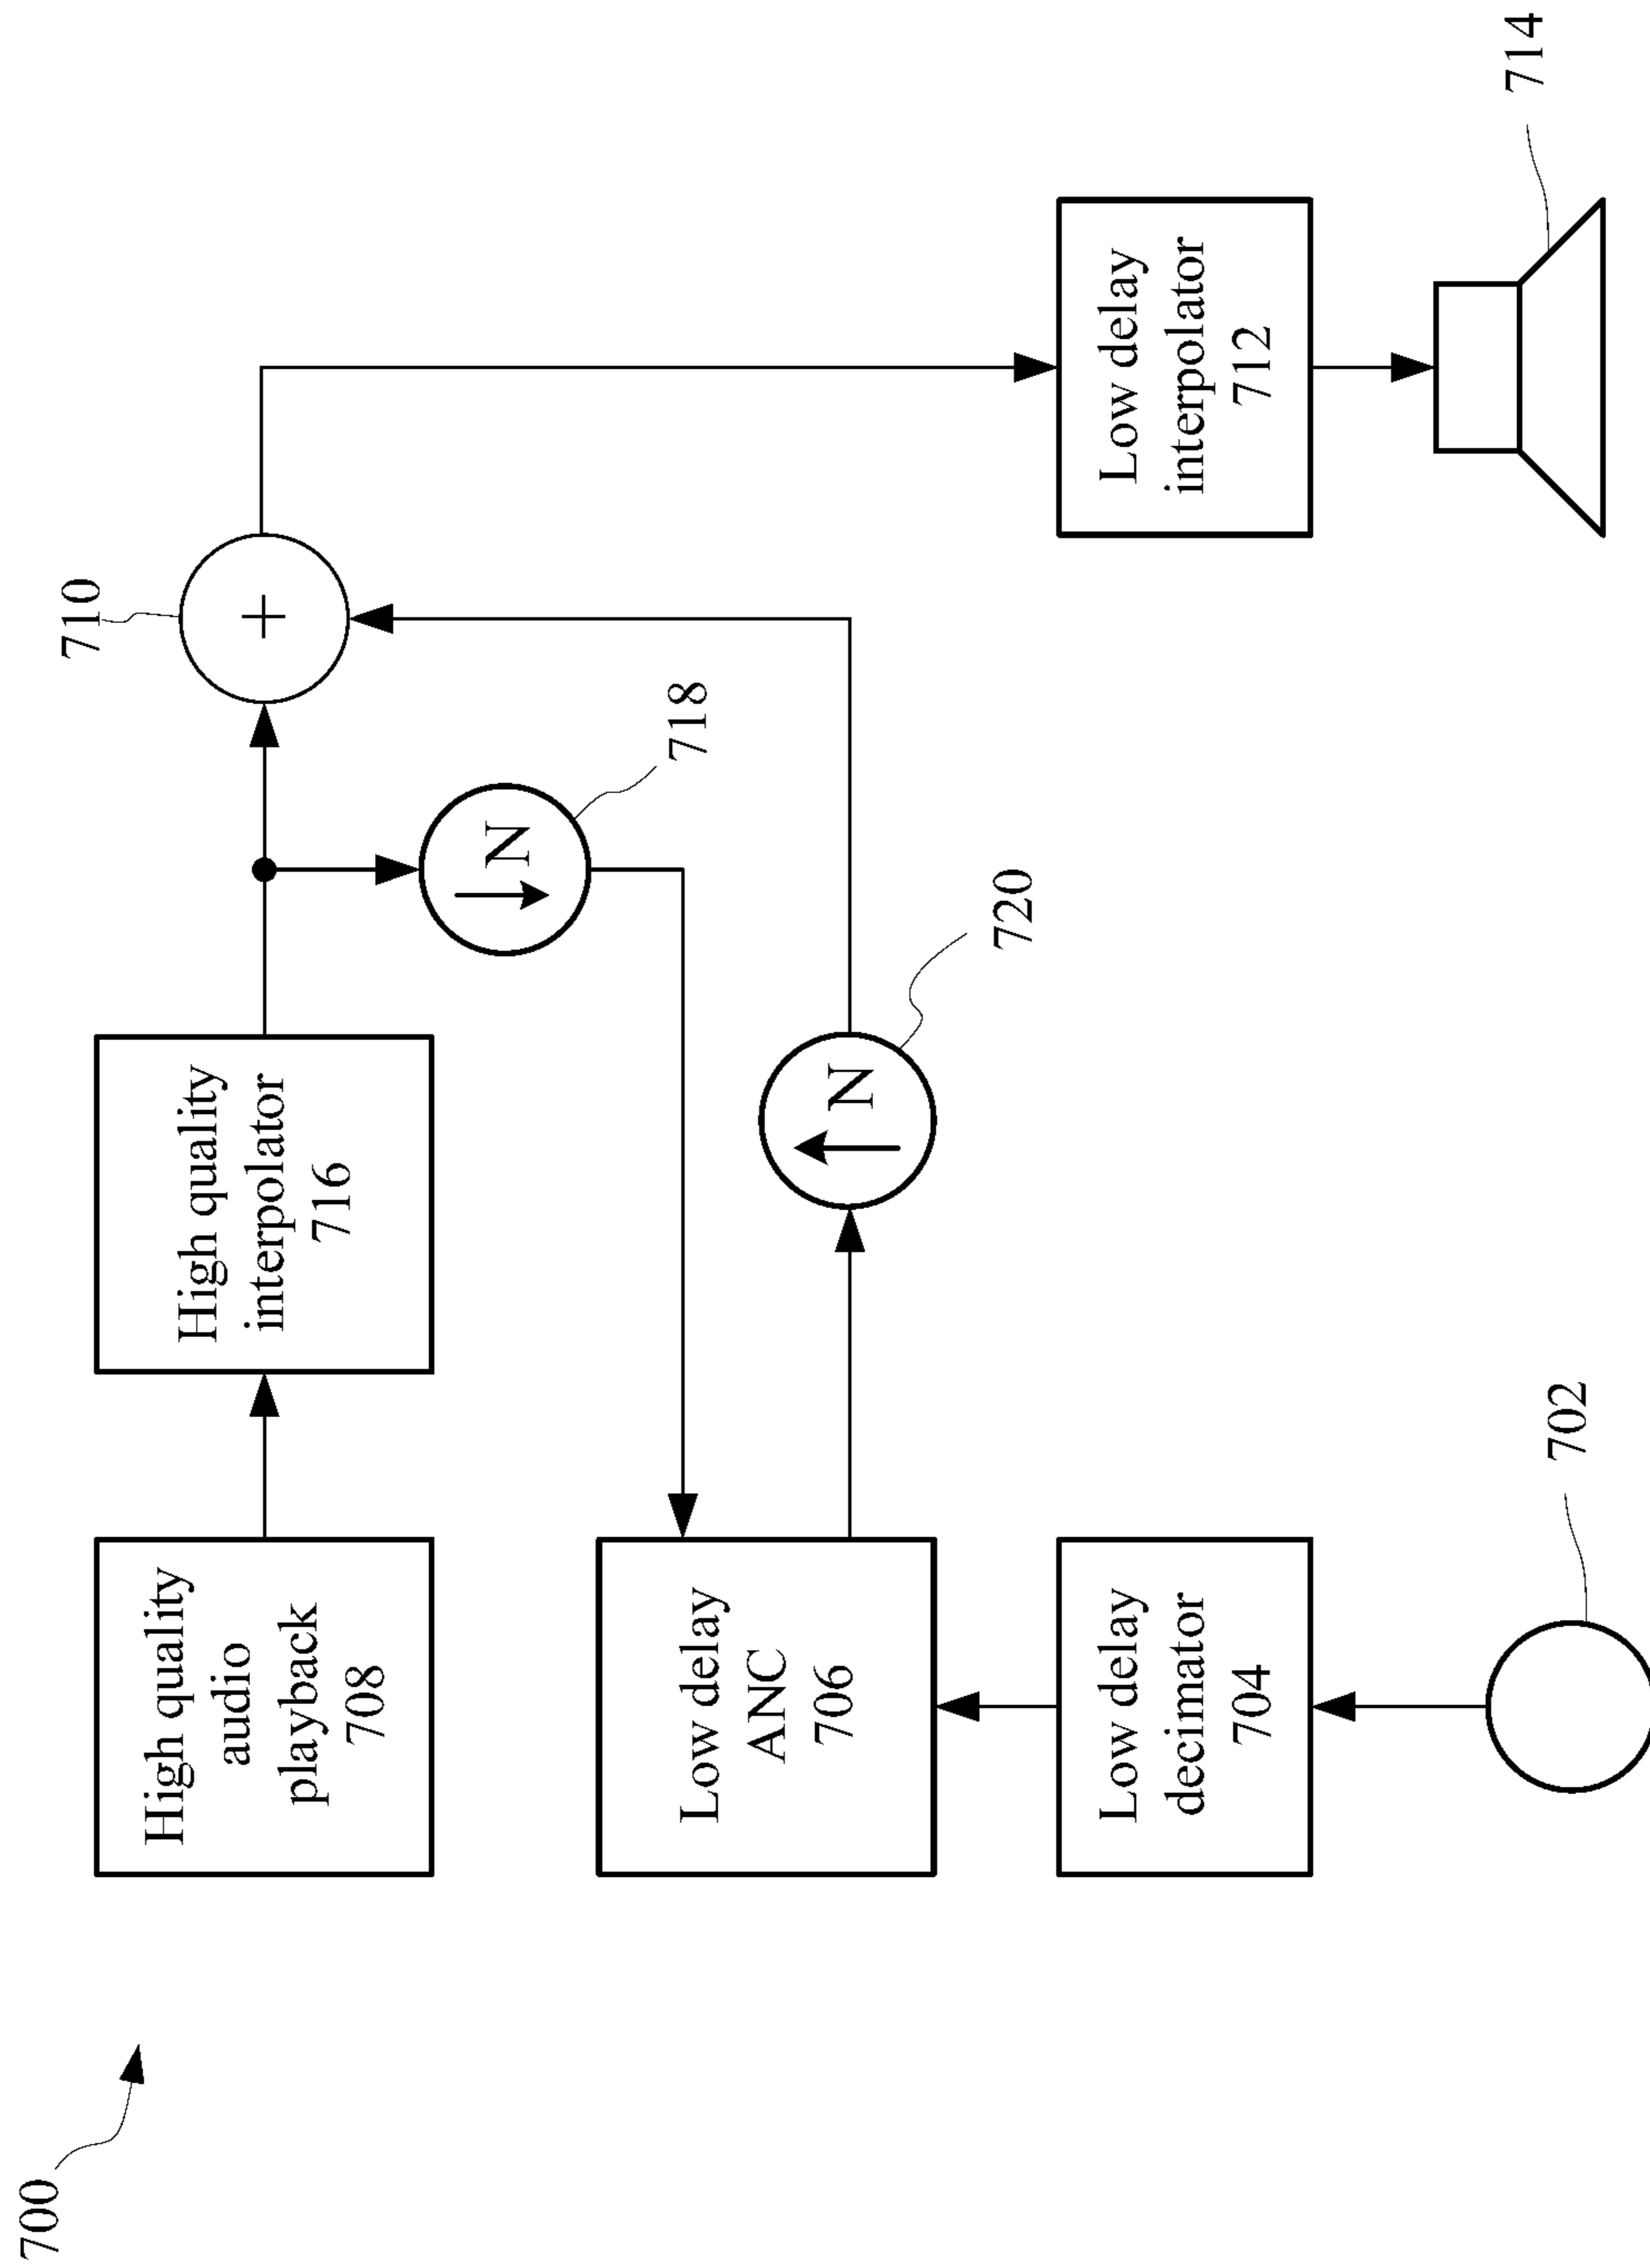 700
High quality
audio
playback
708
High quality
interpolator
716
710
+
N
718
Low delay
ANC
706
N
720
Low delay
decimator
704
Low delay
interpolator
712
702
714